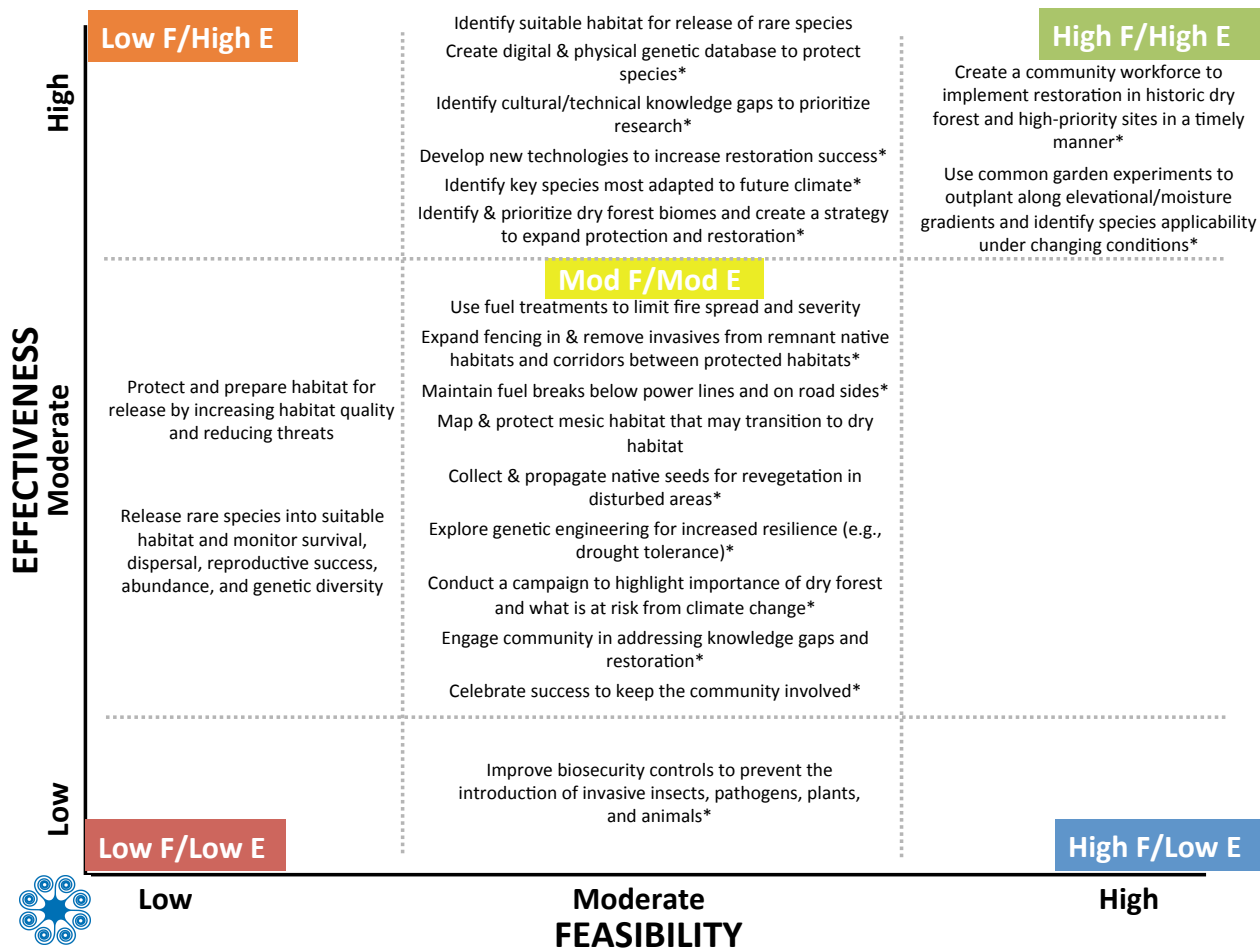 Low F/High E
High F/High E
Identify suitable habitat for release of rare species
Create digital & physical genetic database to protect
species*
Identify cultural/technical knowledge gaps to prioritize
research*
Develop new technologies to increase restoration success*
Identify key species most adapted to future climate*
Identify & prioritize dry forest biomes and create a strategy
to expand protection and restoration*
Create a community workforce to
implement restoration in historic dry
forest and high-priority sites in a timely
manner*
Use common garden experiments to
outplant along elevational/moisture
gradients and identify species applicability
under changing conditions*
High
EFFECTIVENESS
Moderate
Protect and prepare habitat for
release by increasing habitat quality
and reducing threats
Release rare species into suitable
habitat and monitor survival,
dispersal, reproductive success,
abundance, and genetic diversity
Mod F/Mod E
Use fuel treatments to limit fire spread and severity
Expand fencing in & remove invasives from remnant native
habitats and corridors between protected habitats*
Maintain fuel breaks below power lines and on road sides*
Map & protect mesic habitat that may transition to dry
habitat
Collect & propagate native seeds for revegetation in
disturbed areas*
Explore genetic engineering for increased resilience (e.g.,
drought tolerance)*
Conduct a campaign to highlight importance of dry forest
and what is at risk from climate change*
Engage community in addressing knowledge gaps and
restoration*
Celebrate success to keep the community involved*
Low
Improve biosecurity controls to prevent the
introduction of invasive insects, pathogens, plants,
and animals*
Low F/Low E
High F/Low E
Low
Moderate
High
FEASIBILITY